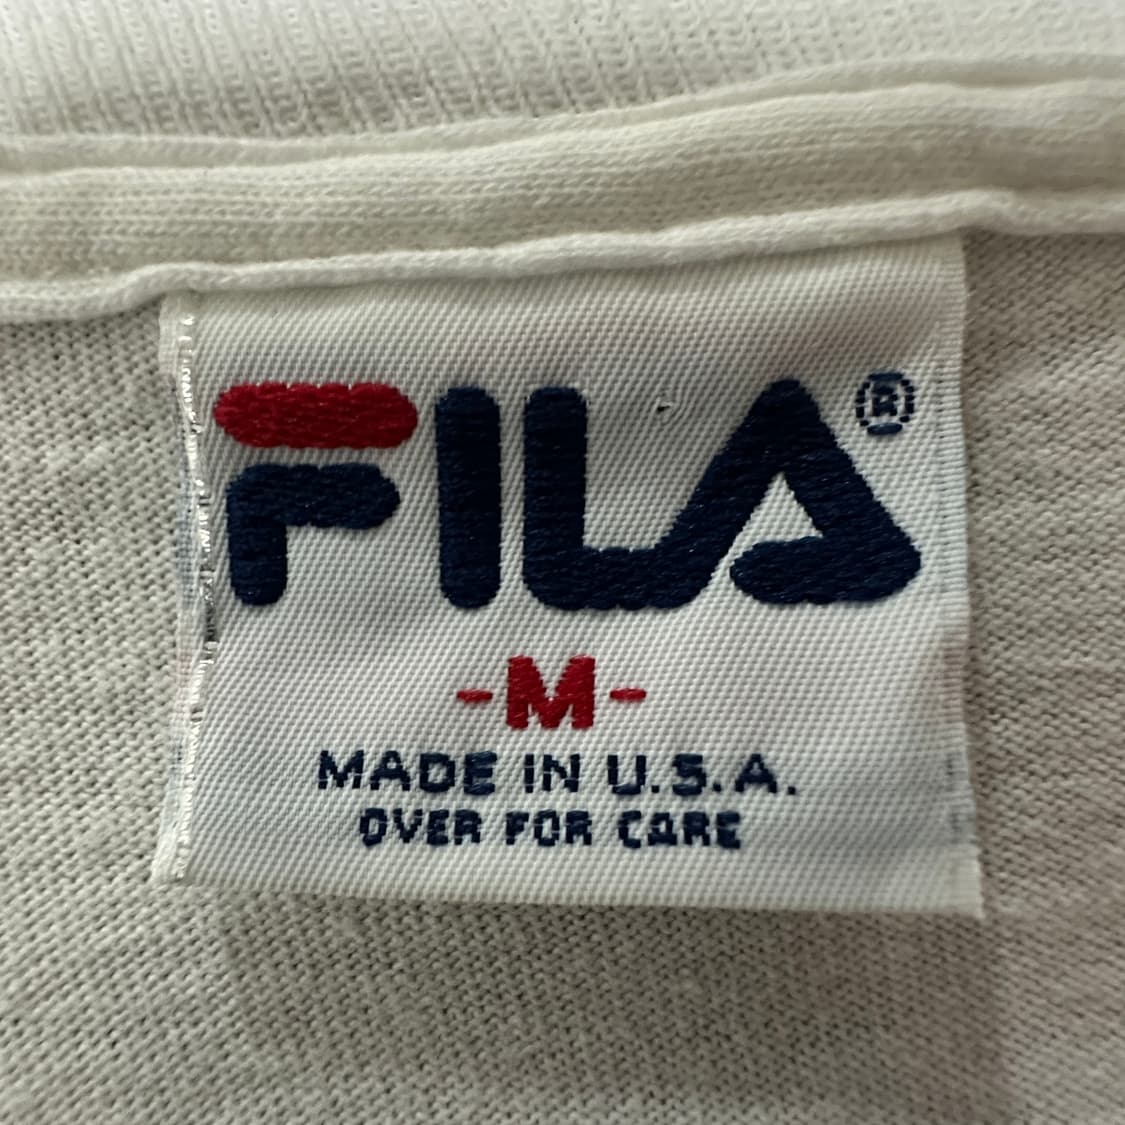 FILA®
-M-
MADE IN U.S.A.
OVER FOR CARE